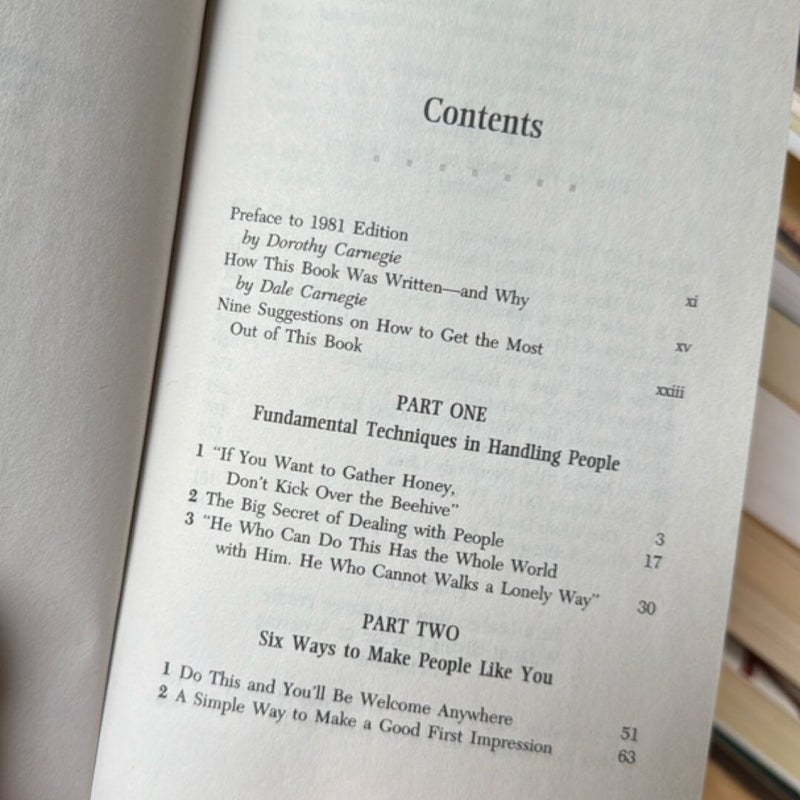 Contents
Preface to 1981 Edition
by Dorothy Carnegie xi
How This Book Was Written—and Why
by Dale Carnegie xv
Nine Suggestions on How to Get the Most
Out of This Book xxiii
PART ONE
Fundamental Techniques in Handling People
1 “If You Want to Gather Honey,
Don't Kick Over the Beehive” 3
2 The Big Secret of Dealing with People 17
3 “He Who Can Do This Has the Whole World
with Him. He Who Cannot Walks a Lonely Way” 30
PART TWO
Six Ways to Make People Like You
1 Do This and You'll Be Welcome Anywhere 51
2 A Simple Way to Make a Good First Impression 63